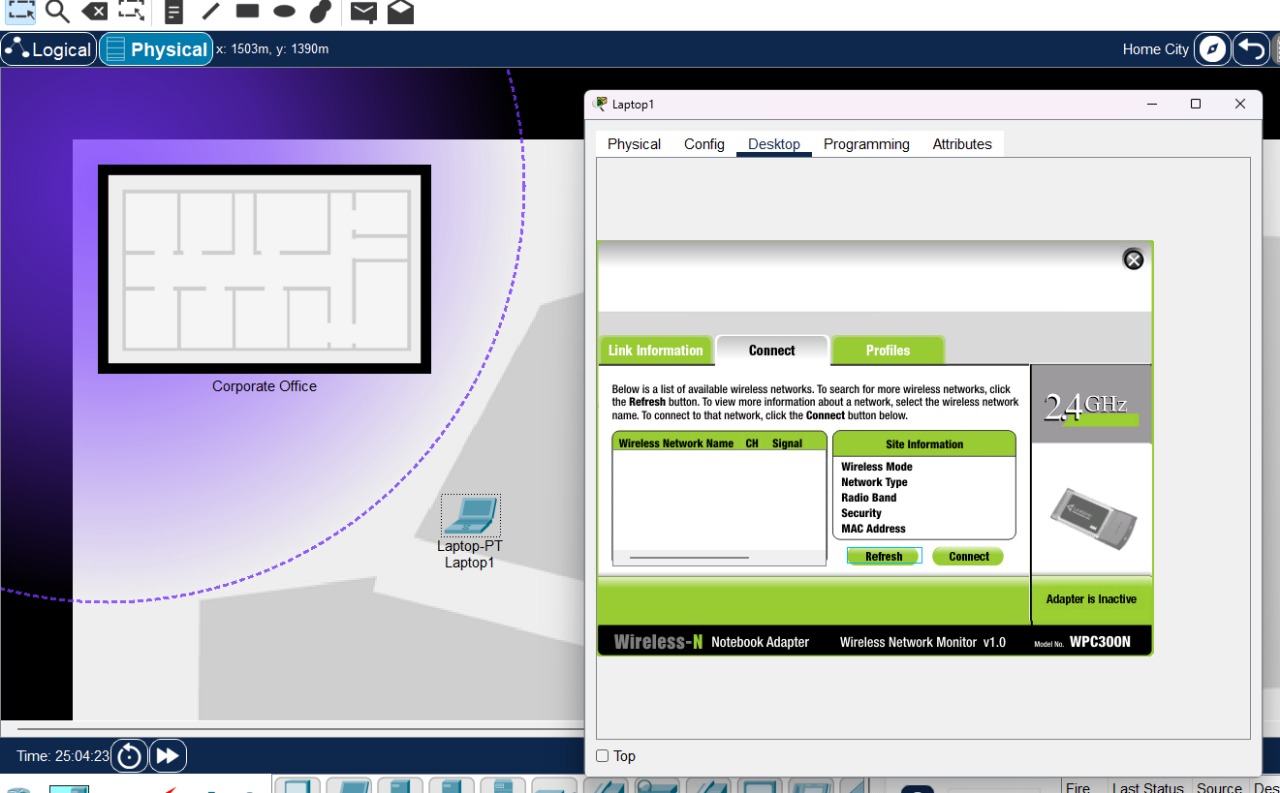 Logical
Physical
x: 1503m, y: 1390m
Home City
Laptop1
Physical
Config
Desktop
Programming
Attributes
Corporate Office
Link Information
Connect
Profiles
Below is a list of available wireless networks. To search for more wireless networks, click
the Refresh button. To view more information about a network, select the wireless network
name. To connect to that network, click the Connect button below.
2.4GHz
Wireless Network Name CH Signal
Site Information
Wireless Mode
Network Type
Radio Band
Security
MAC Address
Refresh
Connect
Laptop-PT
Laptop1
Adapter is Inactive
Wireless-N Notebook Adapter
Wireless Network Monitor v1.0
Model No. WPC300N
Top
Time: 25:04:23
Fire
Last Status
Source
Des